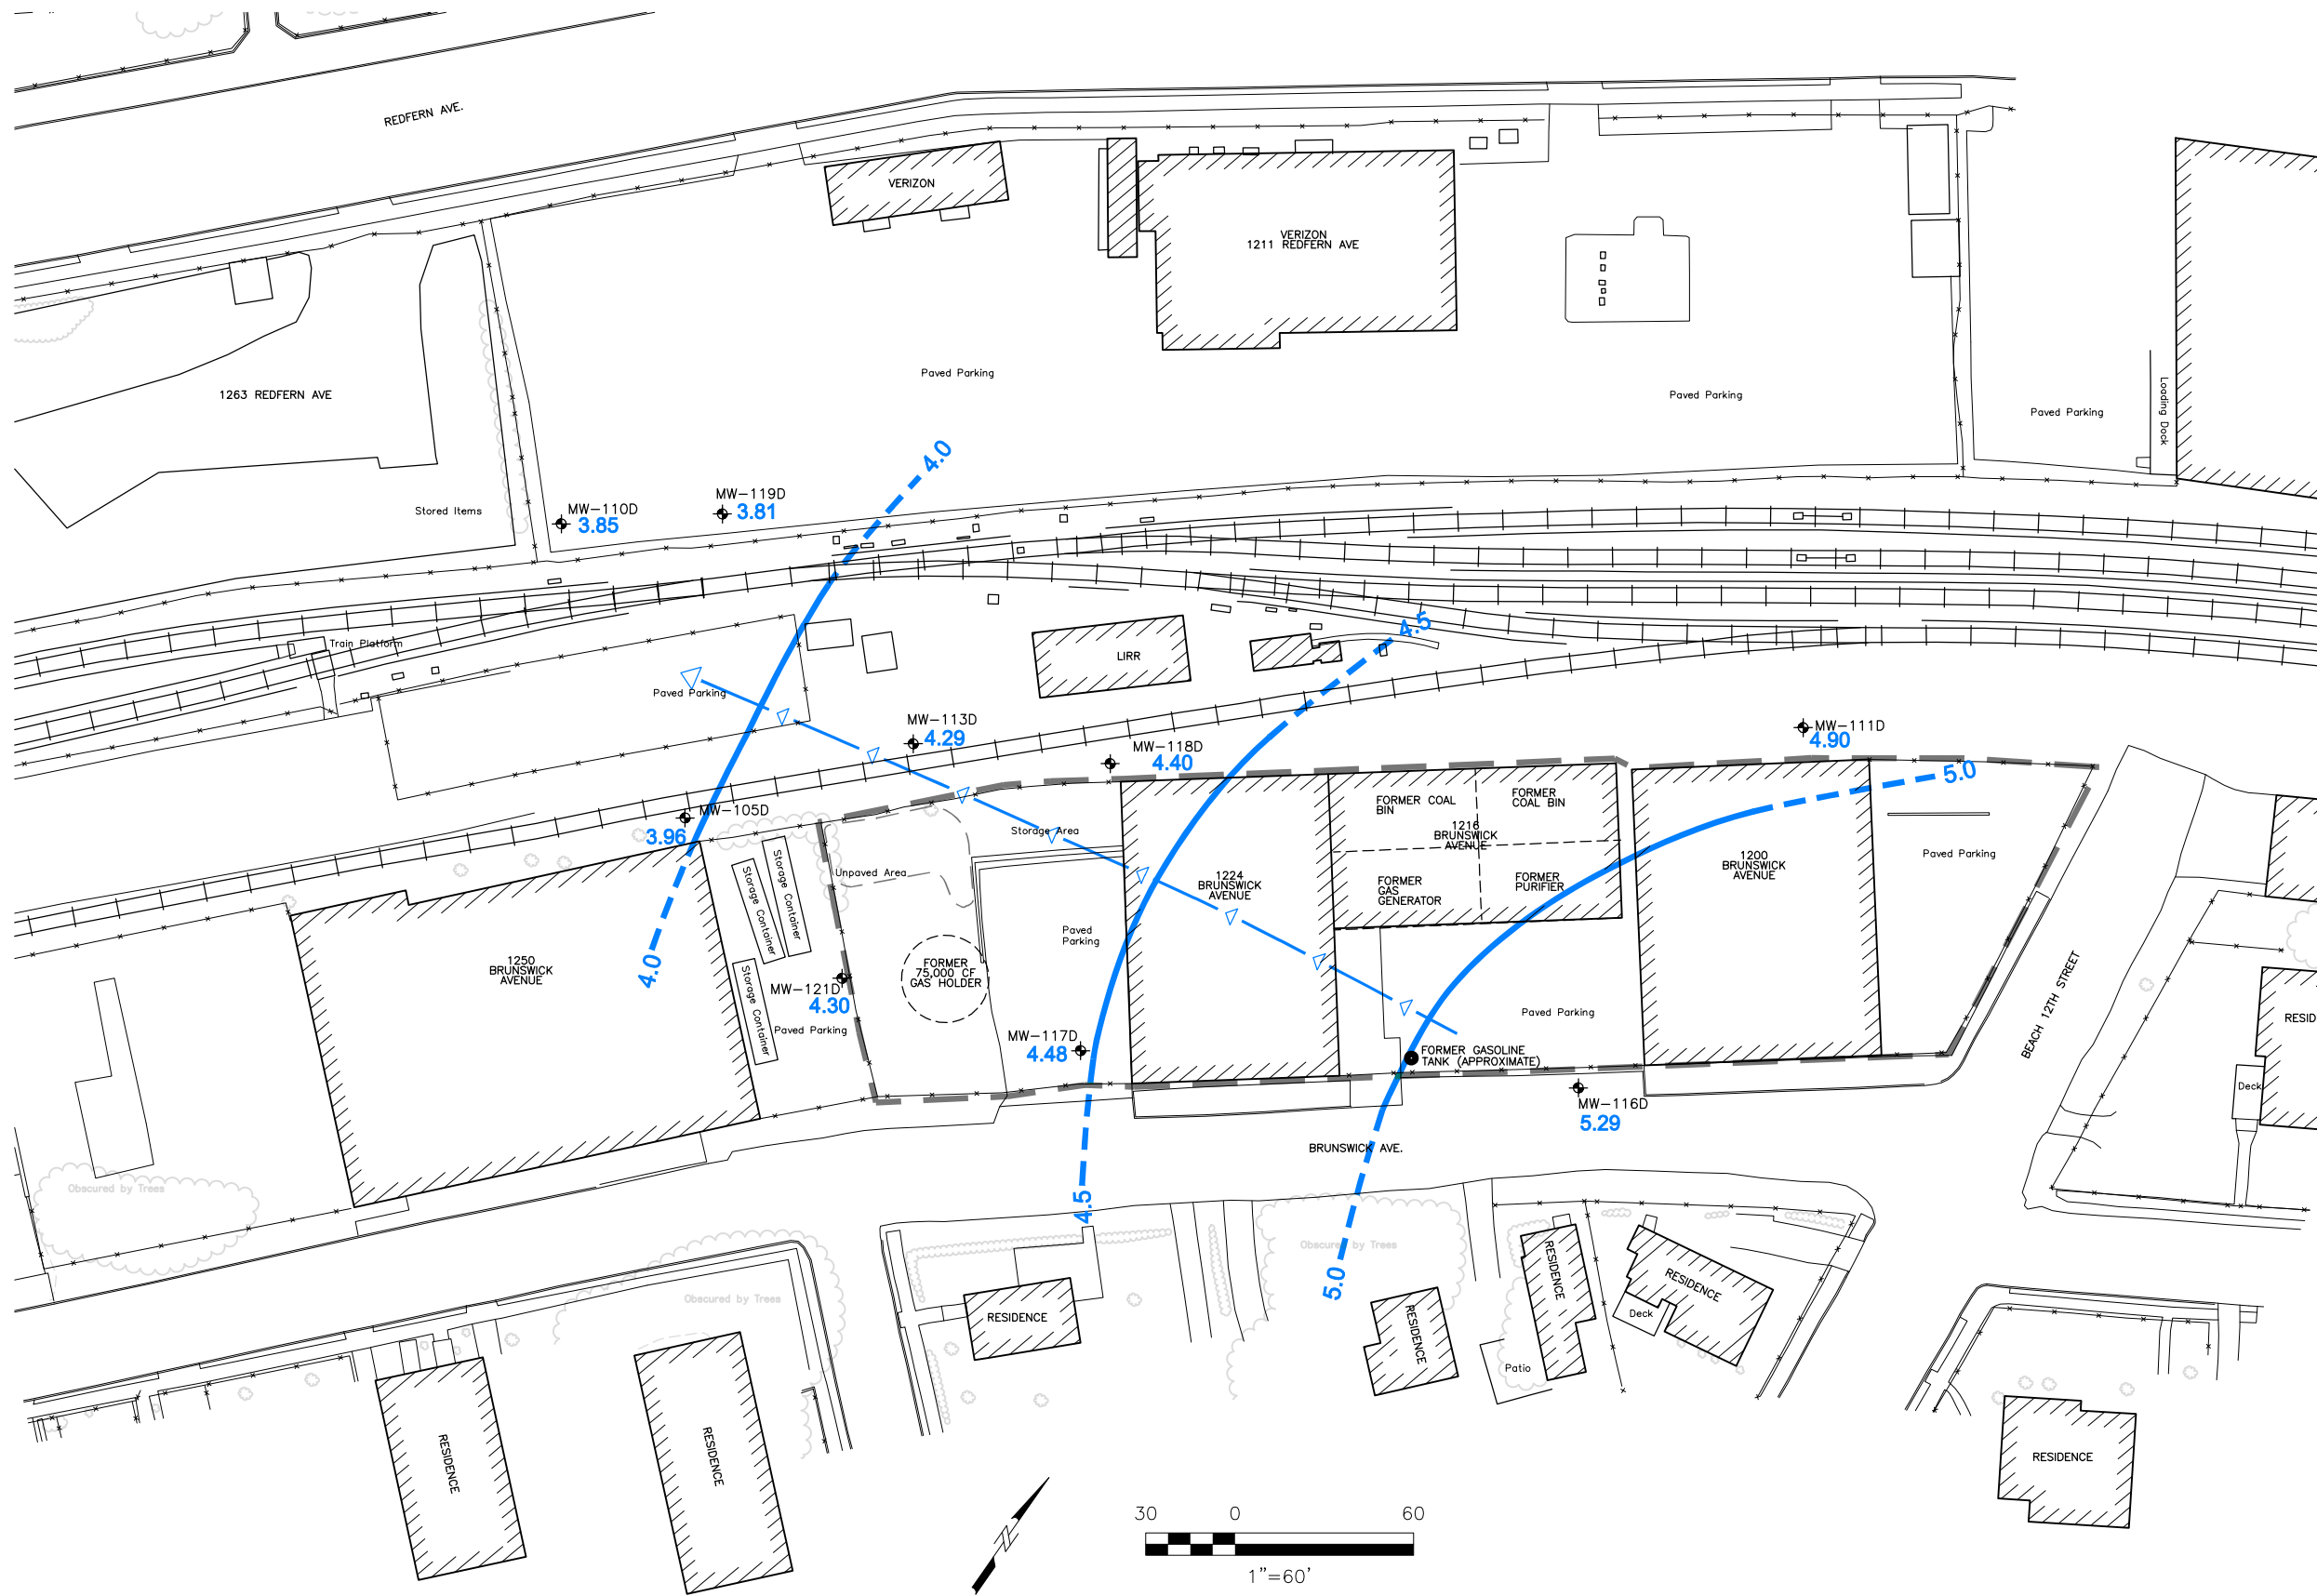 REDFERN AVE.
VERIZON
VERIZON
1211 REDFERN AVE
Paved Parking
1263 REDFERN AVE
Paved Parking
Paved Parking
Loading Dock
4.0
MW-119D
3.81
MW-110D
3.85
Stored Items
4.5
Train Platform
LIRR
Paved Parking
MW-113D
4.29
MW-118D
4.40
MW-111D
4.90
5.0
MW-105D
3.96
FORMER COAL
BIN
FORMER
COAL BIN
1216
BRUNSWICK
AVENUE
Storage Area
Unpaved Area
Storage Container
Storage Container
1224
BRUNSWICK
AVENUE
FORMER
GAS
GENERATOR
FORMER
PURIFIER
1200
BRUNSWICK
AVENUE
Paved Parking
Paved
Parking
4.0
1250
BRUNSWICK
AVENUE
FORMER
75,000 CF
GAS HOLDER
MW-121D
4.30
Storage Container
Paved Parking
Paved Parking
BEACH 12TH STREET
RESID
MW-117D
4.48
FORMER GASOLINE
TANK (APPROXIMATE)
Deck
MW-116D
5.29
BRUNSWICK AVE.
Obscured by Trees
4.5
Obscured by Trees
5.0
RESIDENCE
RESIDENCE
Obscured by Trees
RESIDENCE
RESIDENCE
Deck
Patio
RESIDENCE
RESIDENCE
RESIDENCE
N
30 0 60
1"=60'